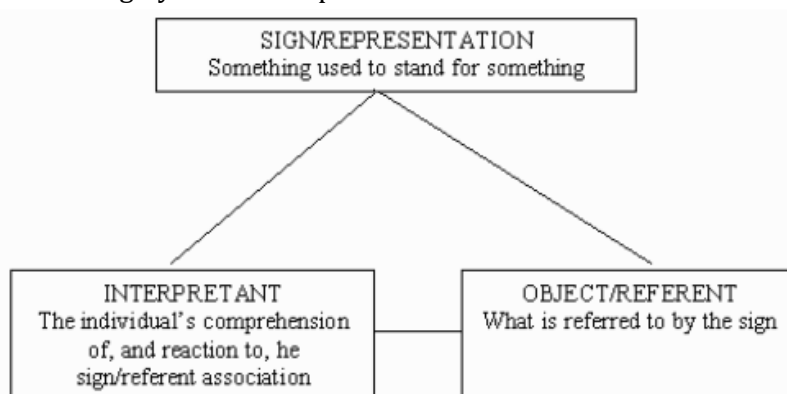 SIGN/REPRESENTATION
Something used to stand for something
INTERPRETANT
The individual's comprehension
of, and reaction to, he
sign/referent association
OBJECT/REFERENT
What is referred to by the sign